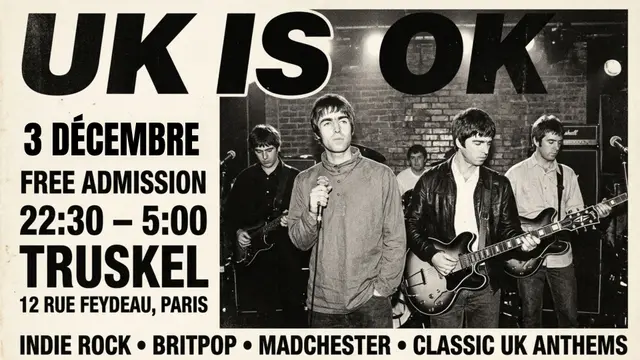 UK IS OK
3 DÉCEMBRE
FREE ADMISSION
22:30 – 5:00
TRUSKEL
12 RUE FEYDEAU, PARIS
Marshall
INDIE ROCK • BRITPOP • MADCHESTER • CLASSIC UK ANTHEMS